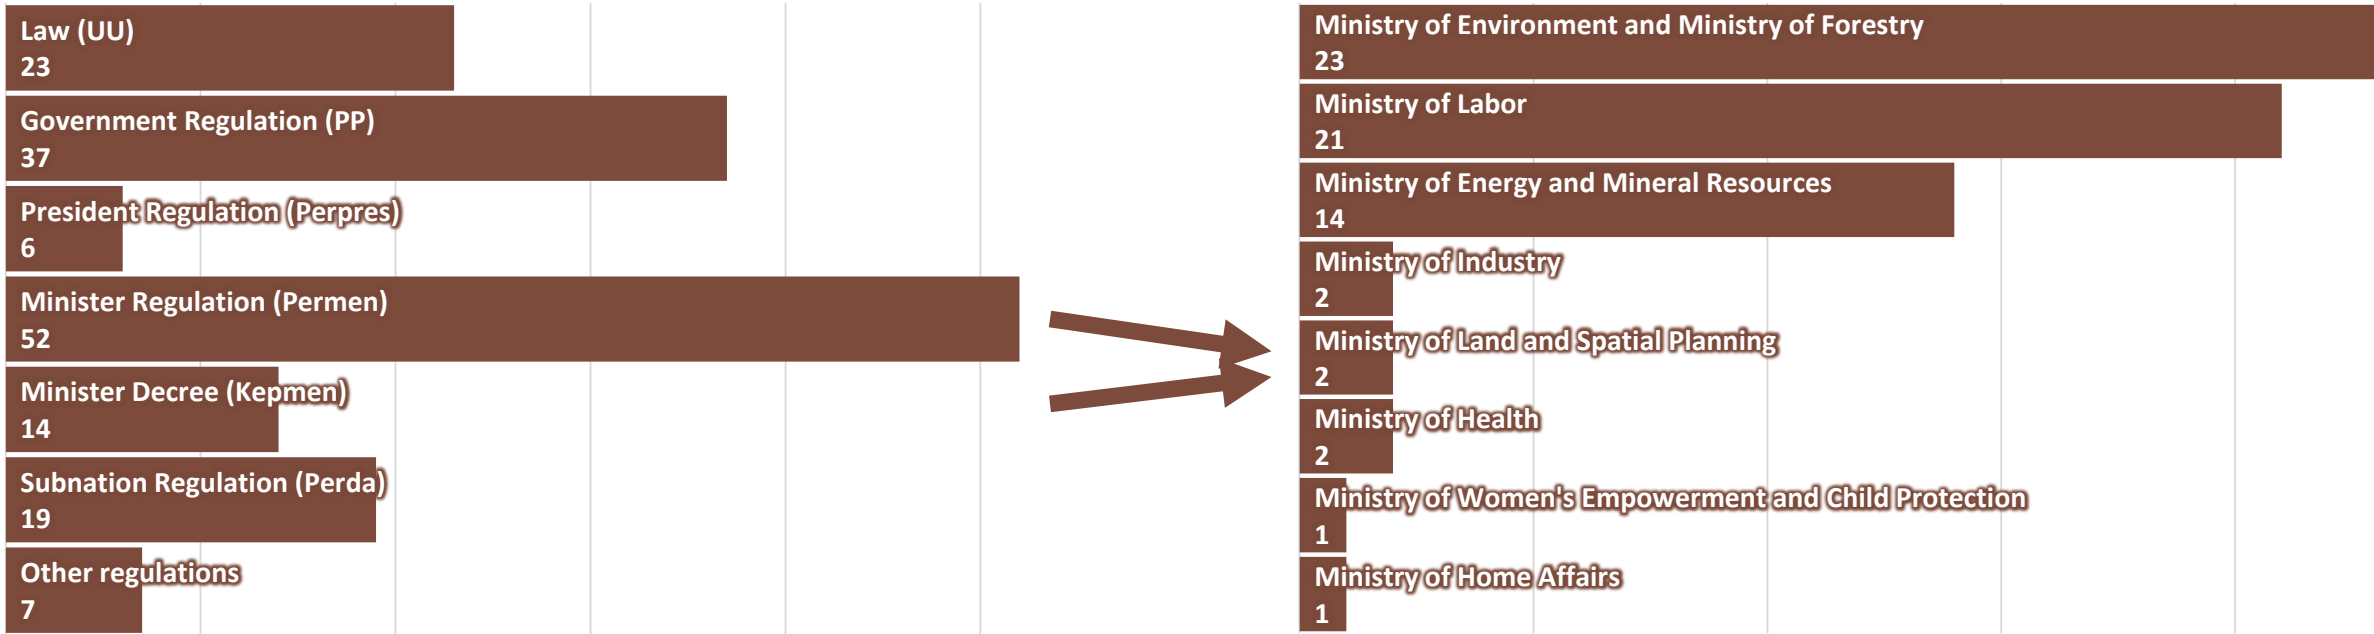 Law (UU)
23
Government Regulation (PP)
37
President Regulation (Perpres)
6
Minister Regulation (Permen)
52
Minister Decree (Kepmen)
14
Subnation Regulation (Perda)
19
Other regulations
7
Ministry of Environment and Ministry of Forestry
23
Ministry of Labor
21
Ministry of Energy and Mineral Resources
14
Ministry of Industry
2
Ministry of Land and Spatial Planning
2
Ministry of Health
2
Ministry of Women's Empowerment and Child Protection
1
Ministry of Home Affairs
1